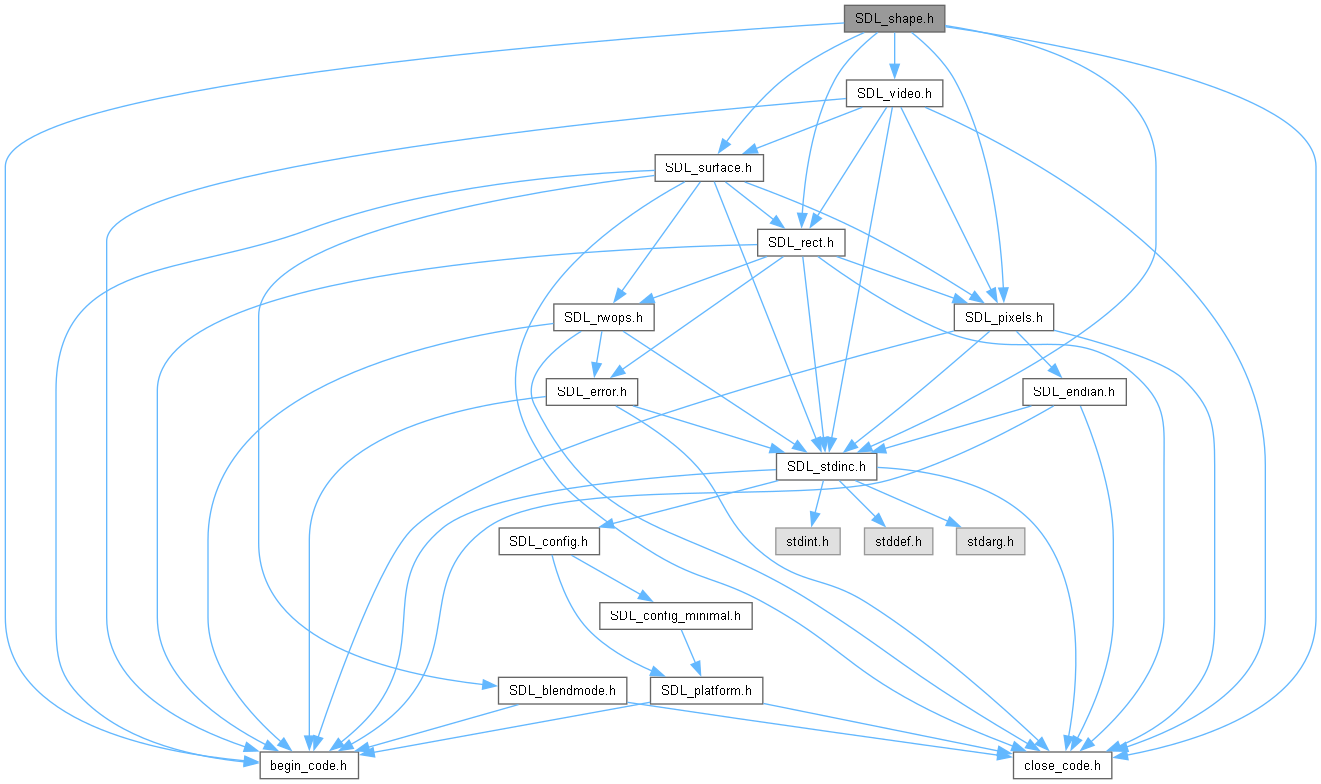 SDL_shape.h
SDL_video.h
SDL_surface.h
SDL_rect.h
SDL_rwops.h
SDL_pixels.h
SDL_error.h
SDL_endian.h
SDL_stdinc.h
SDL_config.h
stdint.h
stddef.h
stdarg.h
SDL_config_minimal.h
SDL_blendmode.h
SDL_platform.h
begin_code.h
close_code.h